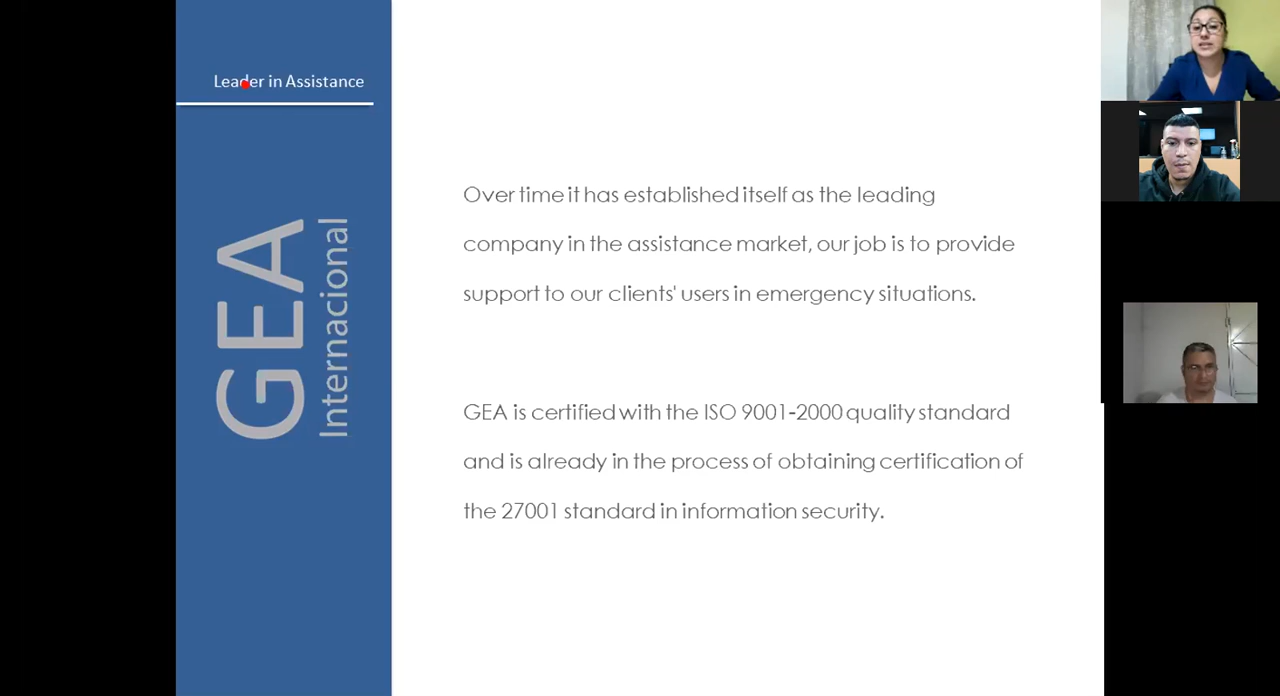 Leader in Assistance
GEA
Internacional
Over time it has established itself as the leading
company in the assistance market, our job is to provide
support to our clients' users in emergency situations.
GEA is certified with the ISO 9001-2000 quality standard
and is already in the process of obtaining certification of
the 27001 standard in information security.